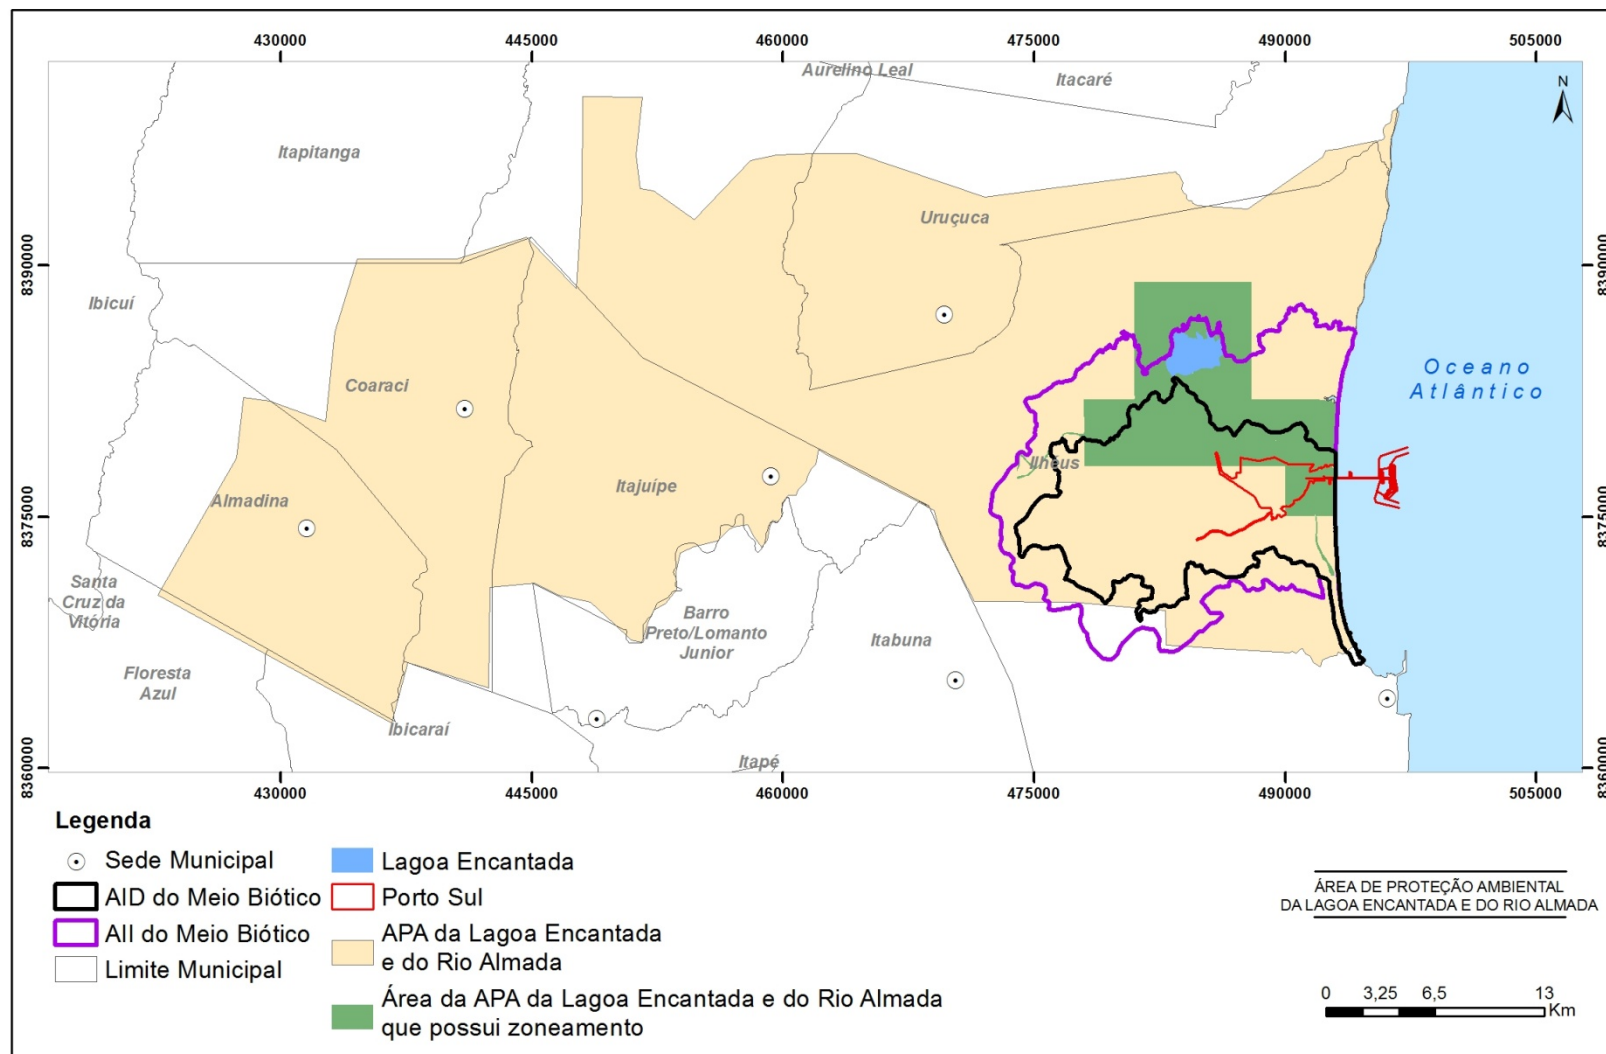 430000
445000
460000
475000
490000
505000
Aurelino Leal
Itacaré
N
Itapitanga
Uruçuca
8390000
8390000
Ibicuí
Coaraci
Oceano
Atlântico
Ilhéus
Itajuípe
Almadina
8375000
8375000
Santa
Cruz da
Vitória
Barro
Preto/Lomanto
Junior
Itabuna
Floresta
Azul
Ibicaraí
Itapé
8360000
8360000
430000
445000
460000
475000
490000
505000
Legenda
Sede Municipal
AID do Meio Biótico
AII do Meio Biótico
Limite Municipal
Lagoa Encantada
Porto Sul
APA da Lagoa Encantada
e do Rio Almada
Área da APA da Lagoa Encantada e do Rio Almada
que possui zoneamento
ÁREA DE PROTEÇÃO AMBIENTAL
DA LAGOA ENCANTADA E DO RIO ALMADA
0 3,25 6,5 13
Km